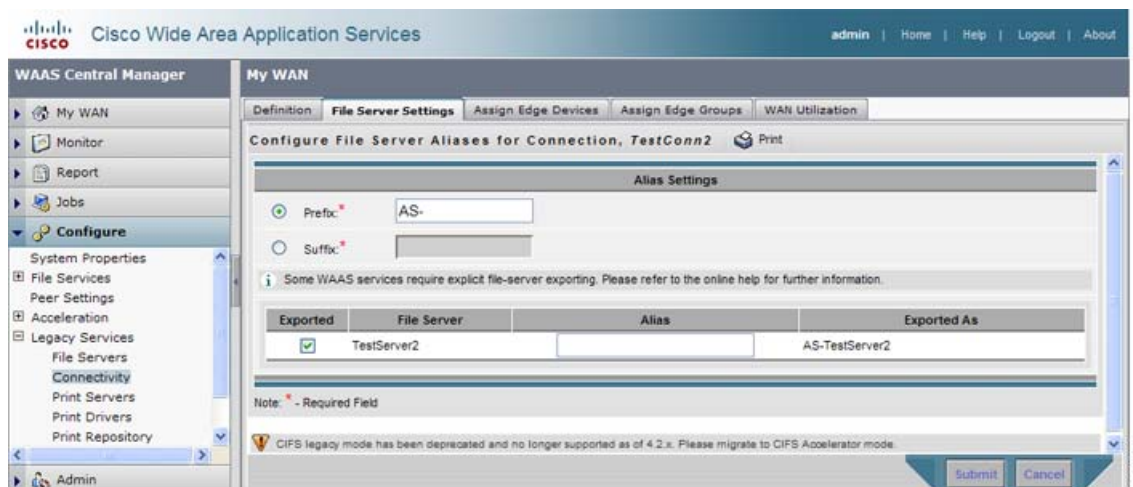 CISCO
Cisco Wide Area Application Services
admin | Home | Help | Logout | About
WAAS Central Manager
My WAN
Monitor
Report
Jobs
Configure
System Properties
File Services
Peer Settings
Acceleration
Legacy Services
File Servers
Connectivity
Print Servers
Print Drivers
Print Repository
Admin
My WAN
Definition
File Server Settings
Assign Edge Devices
Assign Edge Groups
WAN Utilization
Configure File Server Aliases for Connection, TestConn2
Print
Alias Settings
Prefix:* AS-
Suffix:*
Some WAAS services require explicit file-server exporting. Please refer to the online help for further information.
Exported File Server Alias Exported As
TestServer2 AS-TestServer2
Note: * - Required Field
CIFS legacy mode has been deprecated and no longer supported as of 4.2.x. Please migrate to CIFS Accelerator mode.
Submit Cancel